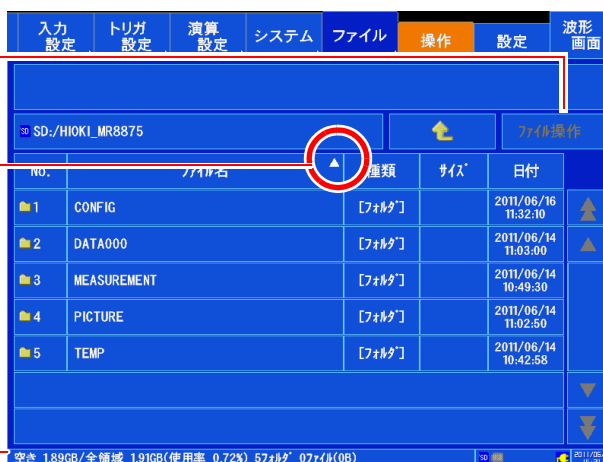 入力設定 トリガ設定 演算設定 システム ファイル 操作 設定 波形画面
SD:/HIOKI_MR8875 ファイル操作
No. ファイル名 種類 サイズ 日付
1 CONFIG [フォルダ] 2011/06/16 11:32:10
2 DATA000 [フォルダ] 2011/06/14 11:03:00
3 MEASUREMENT [フォルダ] 2011/06/14 10:49:30
4 PICTURE [フォルダ] 2011/06/14 11:02:50
5 TEMP [フォルダ] 2011/06/14 10:42:58
空き 1.89GB/全領域 1.91GB(使用率 0.72%) 5フォルダ 0ファイル(0B) SD